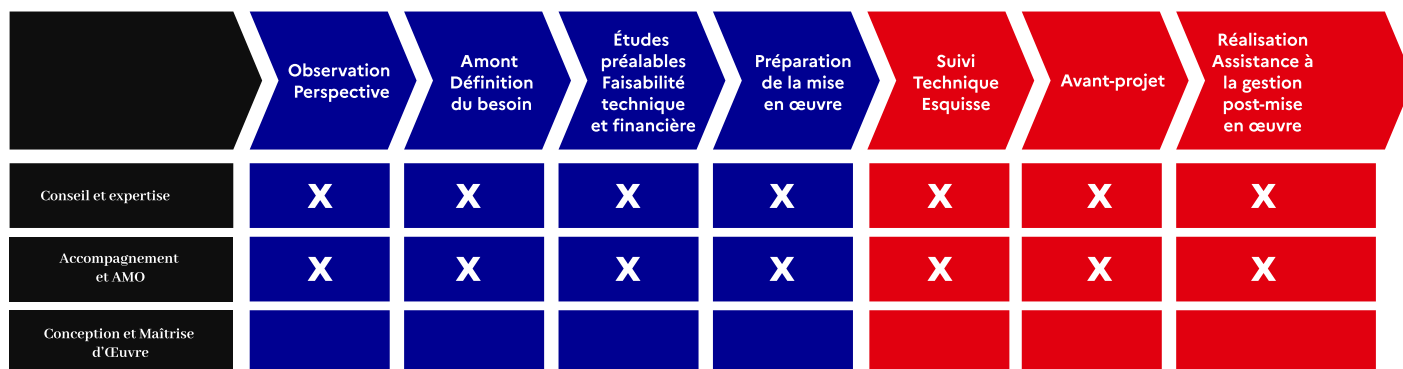 Observation
Perspective
Amont
Définition
du besoin
Études
préalables
Faisabilité
technique
et financière
Préparation
de la mise
en œuvre
Suivi
Technique
Esquisse
Avant-projet
Réalisation
Assistance à
la gestion
post-mise
en œuvre
Conseil et expertise
X X X X X X X
Accompagnement
et AMO
X X X X X X X
Conception et Maîtrise
d’Œuvre